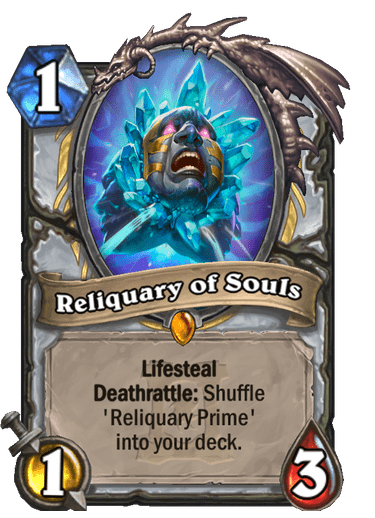 1
Reliquary of Souls
Lifesteal
Deathrattle: Shuffle
'Reliquary Prime'
into your deck.
1
3